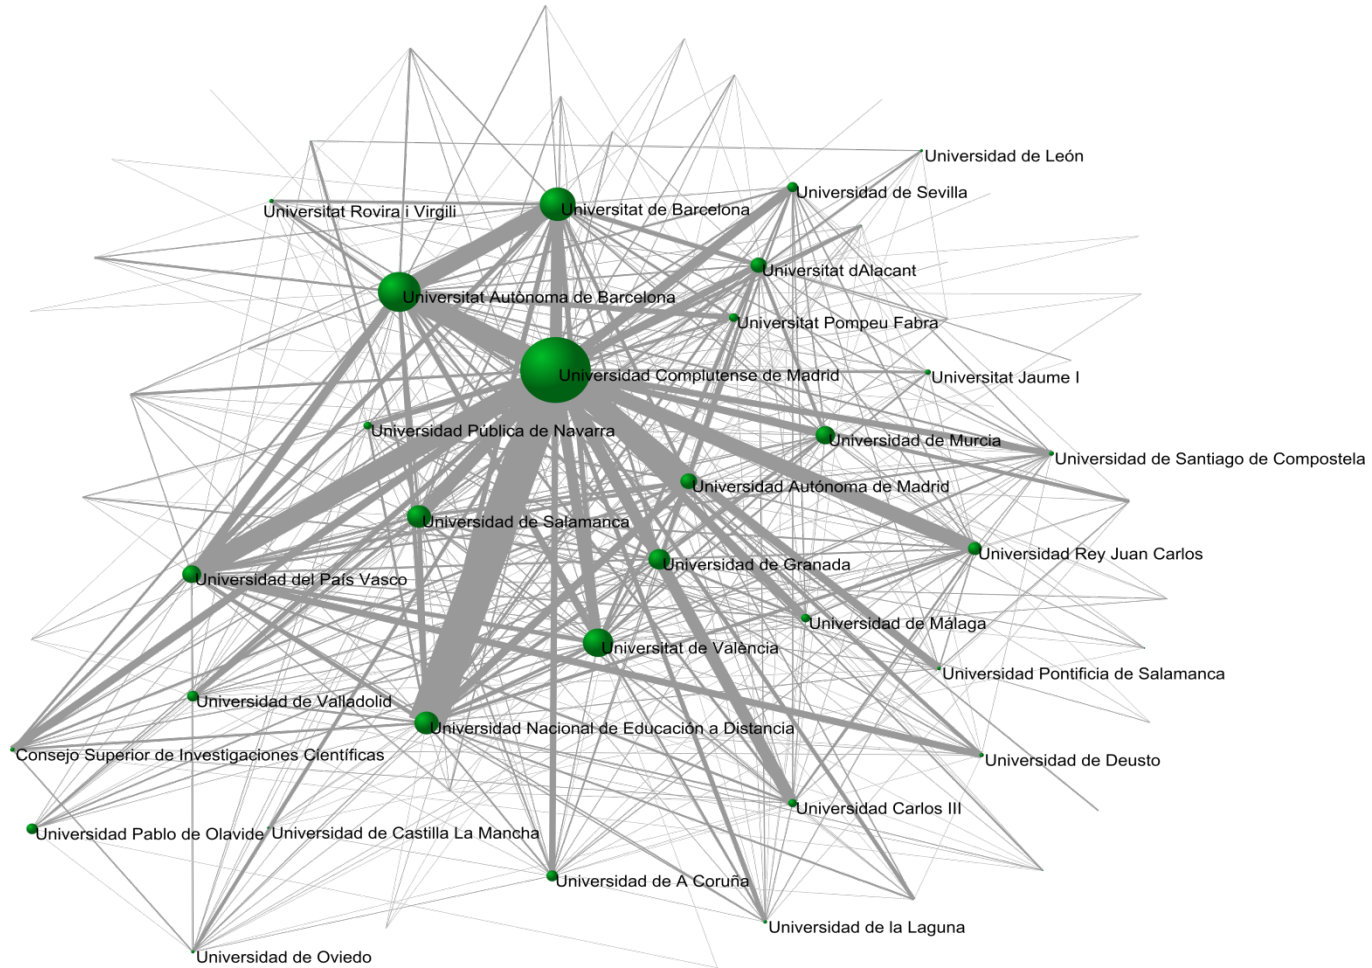 Universidad de León
Universidad de Sevilla
Universitat Rovira i Virgili
Universitat de Barcelona
Universitat dAlacant
Universitat Autònoma de Barcelona
Universitat Pompeu Fabra
Universidad Complutense de Madrid
Universitat Jaume I
Universidad Pública de Navarra
Universidad de Murcia
Universidad de Santiago de Compostela
Universidad Autónoma de Madrid
Universidad de Salamanca
Universidad Rey Juan Carlos
Universidad de Granada
Universidad del País Vasco
Universidad de Málaga
Universitat de València
Universidad Pontificia de Salamanca
Universidad de Valladolid
Universidad Nacional de Educación a Distancia
Consejo Superior de Investigaciones Científicas
Universidad de Deusto
Universidad Carlos III
Universidad Pablo de Olavide
Universidad de Castilla La Mancha
Universidad de A Coruña
Universidad de la Laguna
Universidad de Oviedo